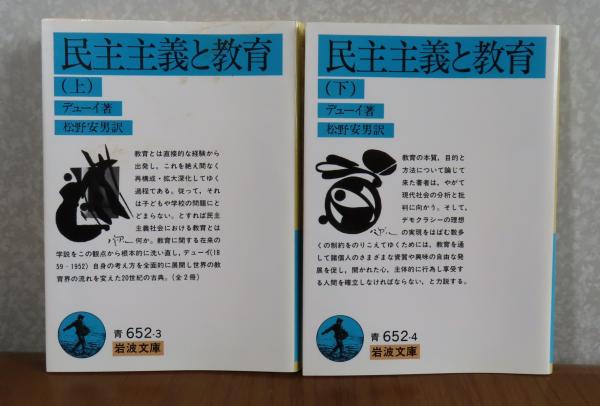 民主主義と教育
(上)
デューイ著
松野安男訳
教育とは直接的な経験から
出発し，これを絶え間なく
再構成・拡大深化してゆく
過程である．従って，それ
は子どもや学校の問題にと
どまらない．とすれば民主
主義社会における教育とは
何か．教育に関する在来の
学説をこの観点から根本的に洗い直し，デューイ(18
59-1952)自身の考え方を全面的に展開し世界の教
育界の流れを変えた20世紀の古典．(全2冊)
青652-3
岩波文庫
民主主義と教育
(下)
デューイ著
松野安男訳
教育の本質，目的と
方法について論じて
来た著者は，やがて
現代社会の分析と批
判に向かう．そして，
デモクラシーの理想
の実現をはばむ数多
くの制約をのりこえてゆくためには，教育を通
して諸個人のさまざまな資質や興味の自由な発
展を促し，開かれた心，主体的に行為し享受す
る人間を確立しなければならない，と力説する．
青652-4
岩波文庫